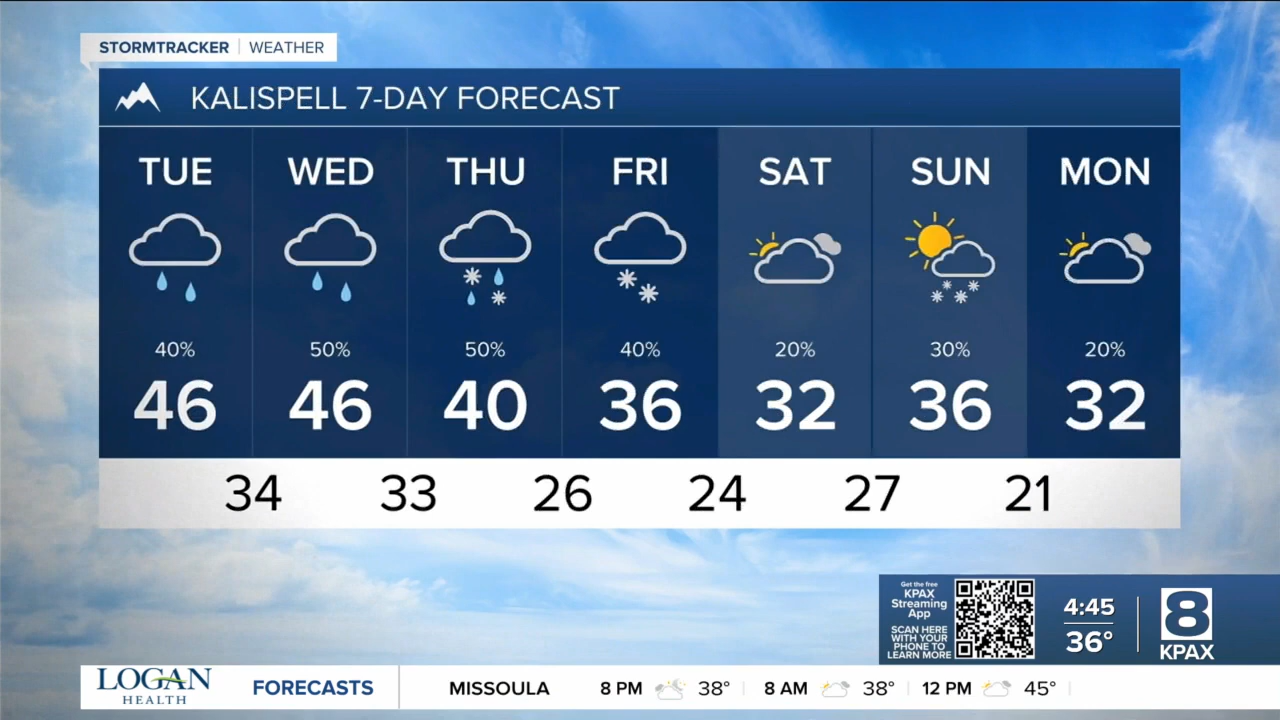 STORMTRACKER | WEATHER
KALISPELL 7-DAY FORECAST
TUE WED THU FRI SAT SUN MON
40% 50% 50% 40% 20% 30% 20%
46 46 40 36 32 36 32
34 33 26 24 27 21
Get the free
KPAX
Streaming
App
SCAN HERE
WITH YOUR
PHONE TO
LEARN MORE
4:45
36°
8
KPAX
LOGAN
HEALTH
FORECASTS
MISSOULA 8 PM 38° 8 AM 38° 12 PM 45°